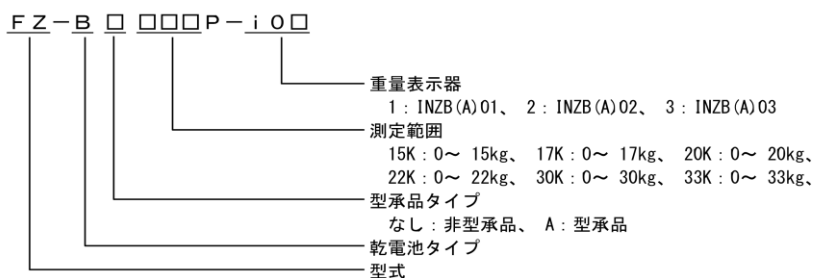 ＦＺ－Ｂ□ □□□Ｐ－ｉ０□
重量表示器
1：INZB(A)01、 2：INZB(A)02、 3：INZB(A)03
測定範囲
15K：0～ 15kg、 17K：0～ 17kg、 20K：0～ 20kg、
22K：0～ 22kg、 30K：0～ 30kg、 33K：0～ 33kg、
型承品タイプ
なし：非型承品、 A：型承品
乾電池タイプ
型式